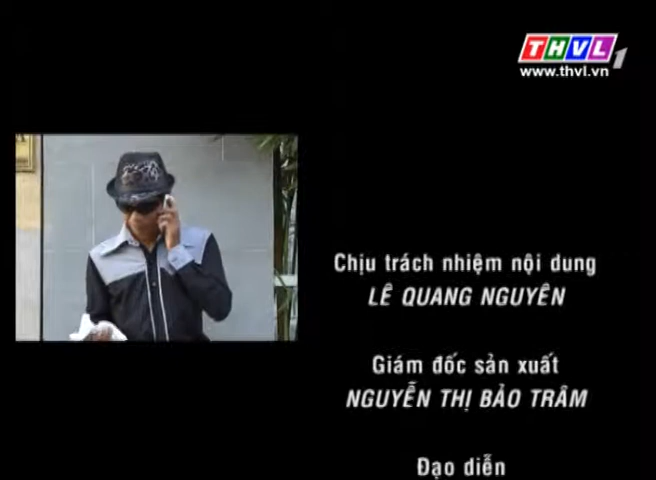 THVL1
www.thvl.vn
Chịu trách nhiệm nội dung
LÊ QUANG NGUYÊN
Giám đốc sản xuất
NGUYỄN THỊ BẢO TRÂM
Đạo diễn